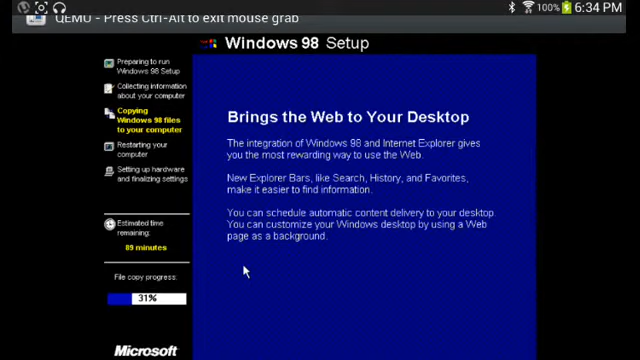 100% 6:34 PM
QEMU - Press Ctrl-Alt to exit mouse grab
Windows 98 Setup
Preparing to run
Windows 98 Setup
Collecting information
about your computer
Copying
Windows 98 files
to your computer
Restarting your
computer
Setting up hardware
and finalizing settings
Estimated time
remaining:
89 minutes
File copy progress:
31%
Microsoft
Brings the Web to Your Desktop
The integration of Windows 98 and Internet Explorer gives
you the most rewarding way to use the Web.
New Explorer Bars, like Search, History, and Favorites,
make it easier to find information.
You can schedule automatic content delivery to your desktop.
You can customize your Windows desktop by using a Web
page as a background.